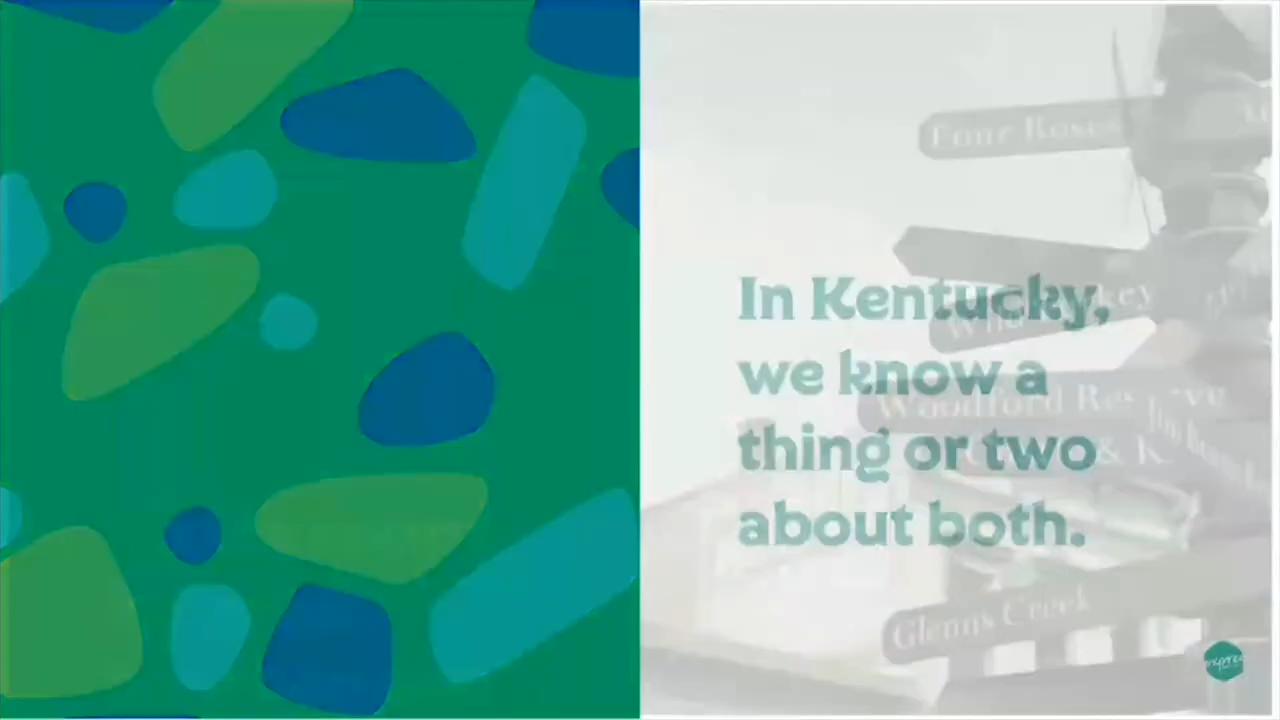 Four Roses
In Kentucky,
we know a
Woodford Reserve
thing or two
about both.
Glenns Creek